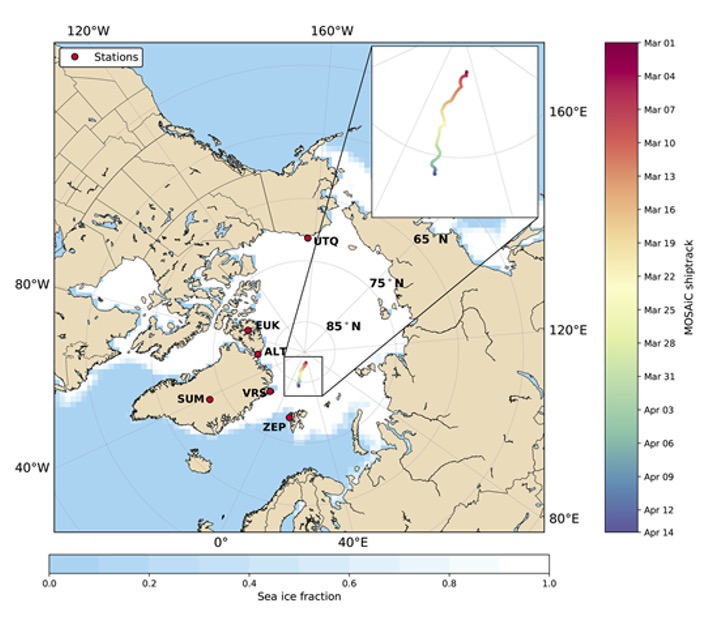 120°W 160°W
Stations
160°E
65°N
UTQ
75°N
80°W
85°N
120°E
EUK
ALT
VRS
SUM
ZEP
40°W
80°E
0° 40°E
0.0 0.2 0.4 0.6 0.8 1.0
Sea ice fraction
Mar 01
Mar 04
Mar 07
Mar 10
Mar 13
Mar 16
Mar 19
Mar 22
Mar 25
Mar 28
Mar 31
Apr 03
Apr 06
Apr 09
Apr 12
Apr 14
MOSAiC shiptrack